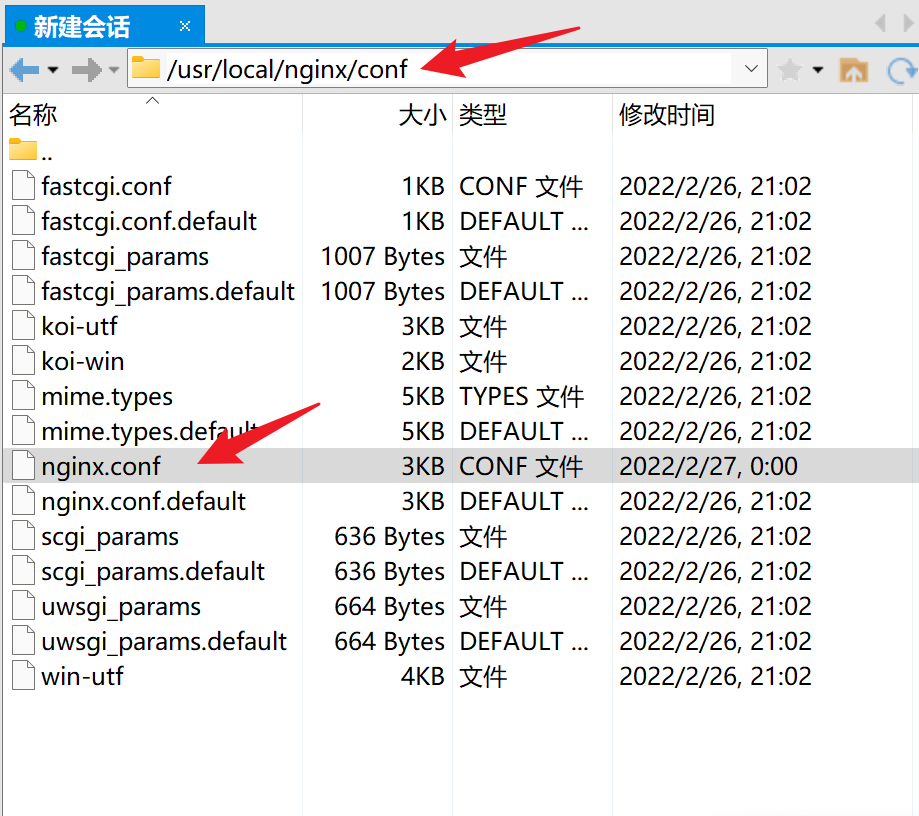 新建会话
/usr/local/nginx/conf
名称 大小 类型 修改时间
..
fastcgi.conf 1KB CONF 文件 2022/2/26, 21:02
fastcgi.conf.default 1KB DEFAULT ... 2022/2/26, 21:02
fastcgi_params 1007 Bytes 文件 2022/2/26, 21:02
fastcgi_params.default 1007 Bytes DEFAULT ... 2022/2/26, 21:02
koi-utf 3KB 文件 2022/2/26, 21:02
koi-win 2KB 文件 2022/2/26, 21:02
mime.types 5KB TYPES 文件 2022/2/26, 21:02
mime.types.default 5KB DEFAULT ... 2022/2/26, 21:02
nginx.conf 3KB CONF 文件 2022/2/27, 0:00
nginx.conf.default 3KB DEFAULT ... 2022/2/26, 21:02
scgi_params 636 Bytes 文件 2022/2/26, 21:02
scgi_params.default 636 Bytes DEFAULT ... 2022/2/26, 21:02
uwsgi_params 664 Bytes 文件 2022/2/26, 21:02
uwsgi_params.default 664 Bytes DEFAULT ... 2022/2/26, 21:02
win-utf 4KB 文件 2022/2/26, 21:02